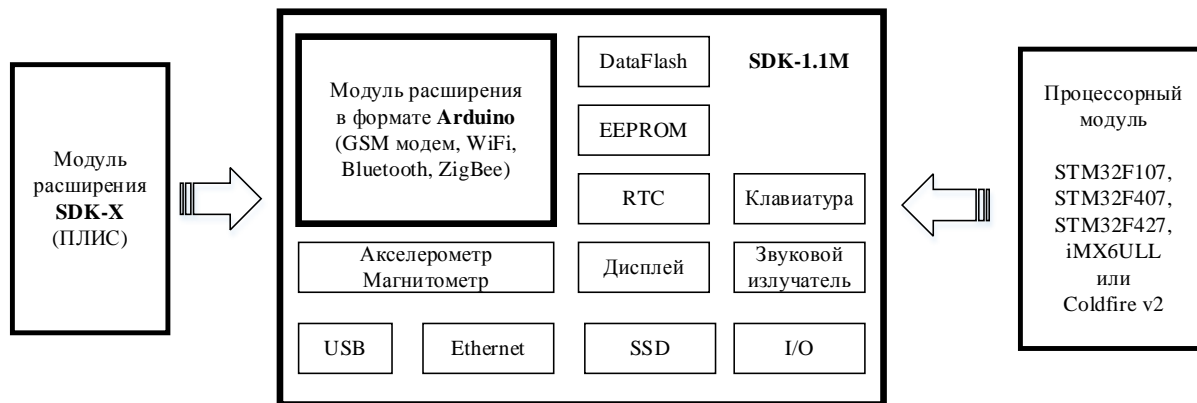 Модуль
расширения
SDK-X
(ПЛИС)
Модуль расширения
в формате Arduino
(GSM модем, WiFi,
Bluetooth, ZigBee)
DataFlash
SDK-1.1M
EEPROM
RTC
Клавиатура
Акселерометр
Магнитометр
Дисплей
Звуковой
излучатель
USB
Ethernet
SSD
I/O
Процессорный
модуль
STM32F107,
STM32F407,
STM32F427,
iMX6ULL
или
Coldfire v2